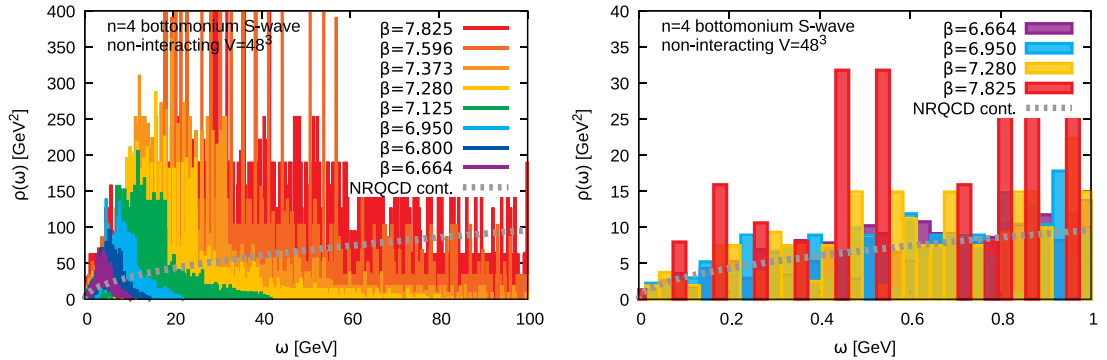 n=4 bottomonium S-wave
non-interacting V=48³
β=7.825
β=7.596
β=7.373
β=7.280
β=7.125
β=6.950
β=6.800
β=6.664
NRQCD cont.
ρ(ω) [GeV²]
400
350
300
250
200
150
100
50
0
0 20 40 60 80 100
ω [GeV]
n=4 bottomonium S-wave
non-interacting V=48³
β=6.664
β=6.950
β=7.280
β=7.825
NRQCD cont.
ρ(ω) [GeV²]
40
35
30
25
20
15
10
5
0
0 0.2 0.4 0.6 0.8 1
ω [GeV]